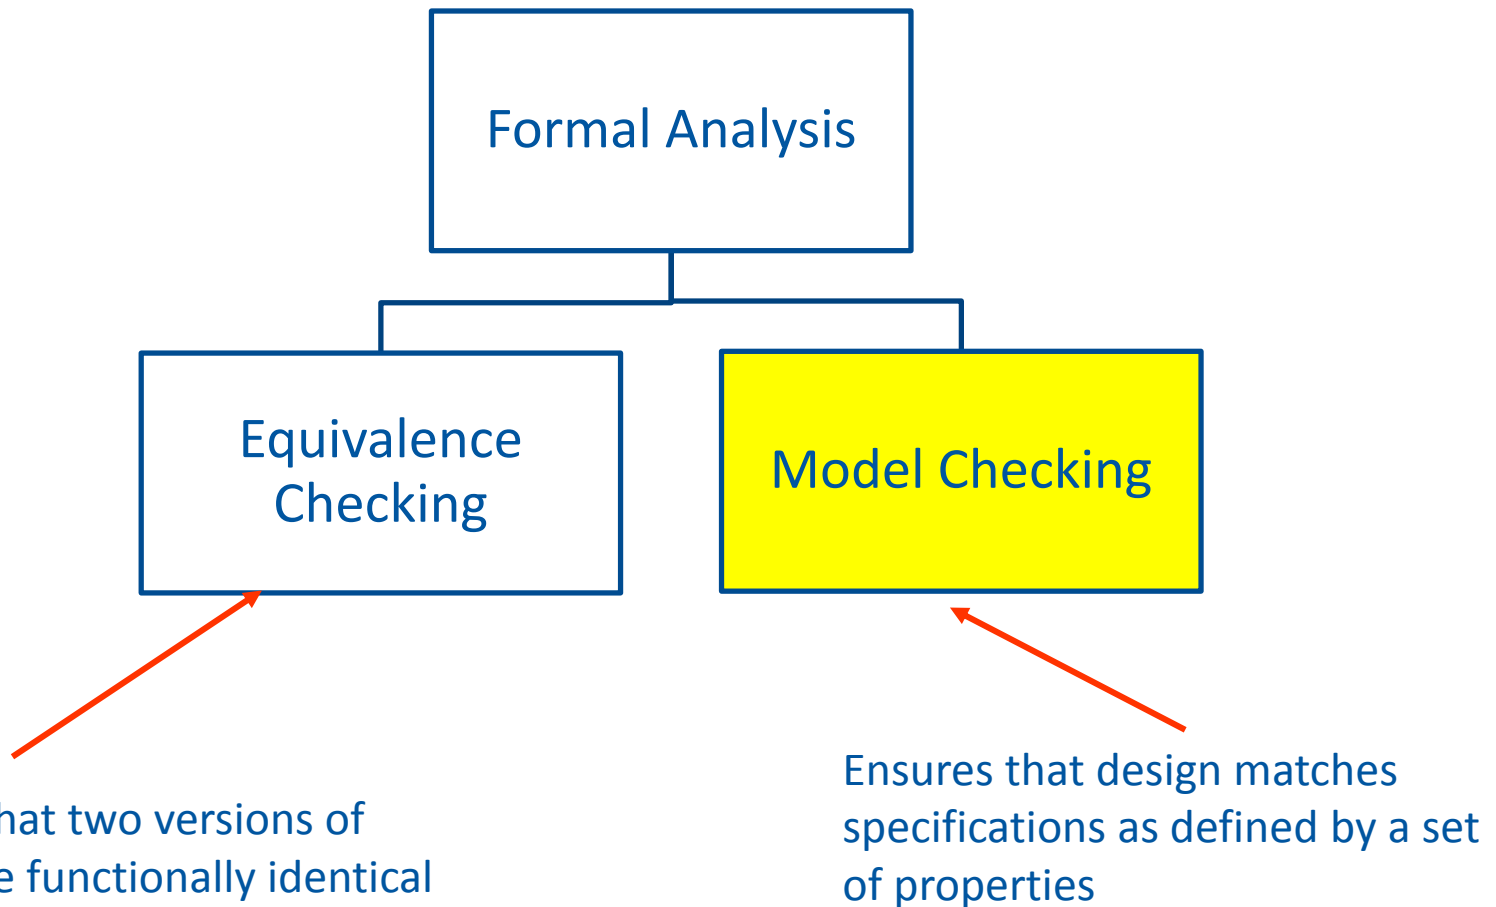 Formal Analysis
Equivalence
Checking
Model Checking
hat two versions of
e functionally identical
Ensures that design matches
specifications as defined by a set
of properties